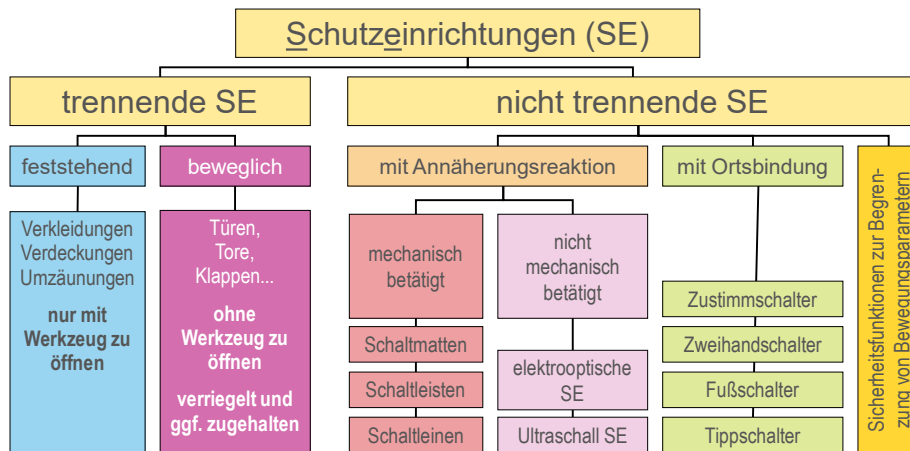 Schutzeinrichtungen (SE)
trennende SE
nicht trennende SE
feststehend
beweglich
mit Annäherungsreaktion
mit Ortsbindung
Verkleidungen
Verdeckungen
Umzäunungen
nur mit
Werkzeug zu
öffnen
Türen,
Tore,
Klappen...
ohne
Werkzeug zu
öffnen
verriegelt und
ggf. zugehalten
mechanisch
betätigt
Schaltmatten
Schaltleisten
Schaltleinen
nicht
mechanisch
betätigt
elektrooptische
SE
Ultraschall SE
Zustimmschalter
Zweihandschalter
Fußschalter
Tippschalter
Sicherheitsfunktionen zur Begren-
zung von Bewegungsparametern